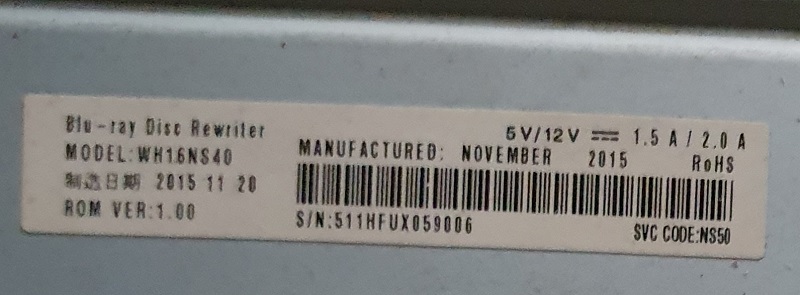 Blu-ray Disc Rewriter
MODEL:WH16NS40
制造日期 2015 11 20
ROM VER:1.00
5V/12V ⎓ 1.5 A / 2.0 A
MANUFACTURED: NOVEMBER 2015 RoHS
S/N:511HFUX059006
SVC CODE:NS50